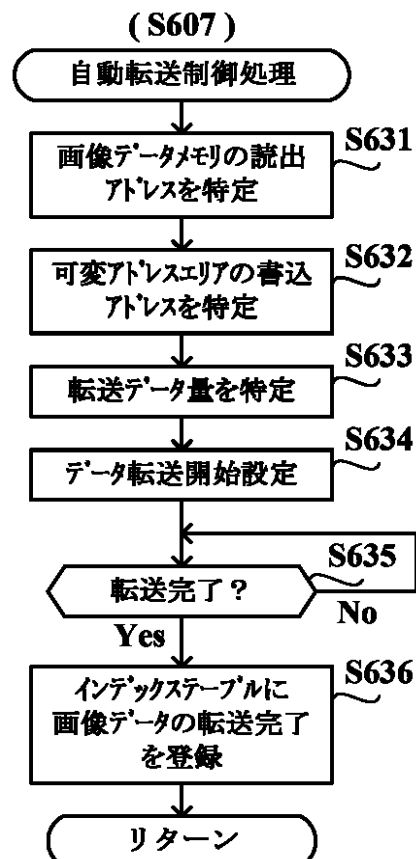 (S607)
自動転送制御処理
S631
画像ﾃﾞｰﾀメモリの読出
ｱﾄﾞﾚｽを特定
S632
可変ｱﾄﾞﾚｽｴﾘｱの書込
ｱﾄﾞﾚｽを特定
S633
転送ﾃﾞｰﾀ量を特定
S634
ﾃﾞｰﾀ転送開始設定
S635
転送完了？
No
Yes
S636
ｲﾝﾃﾞｯｸｽテーブルに
画像ﾃﾞｰﾀの転送完了
を登録
リターン